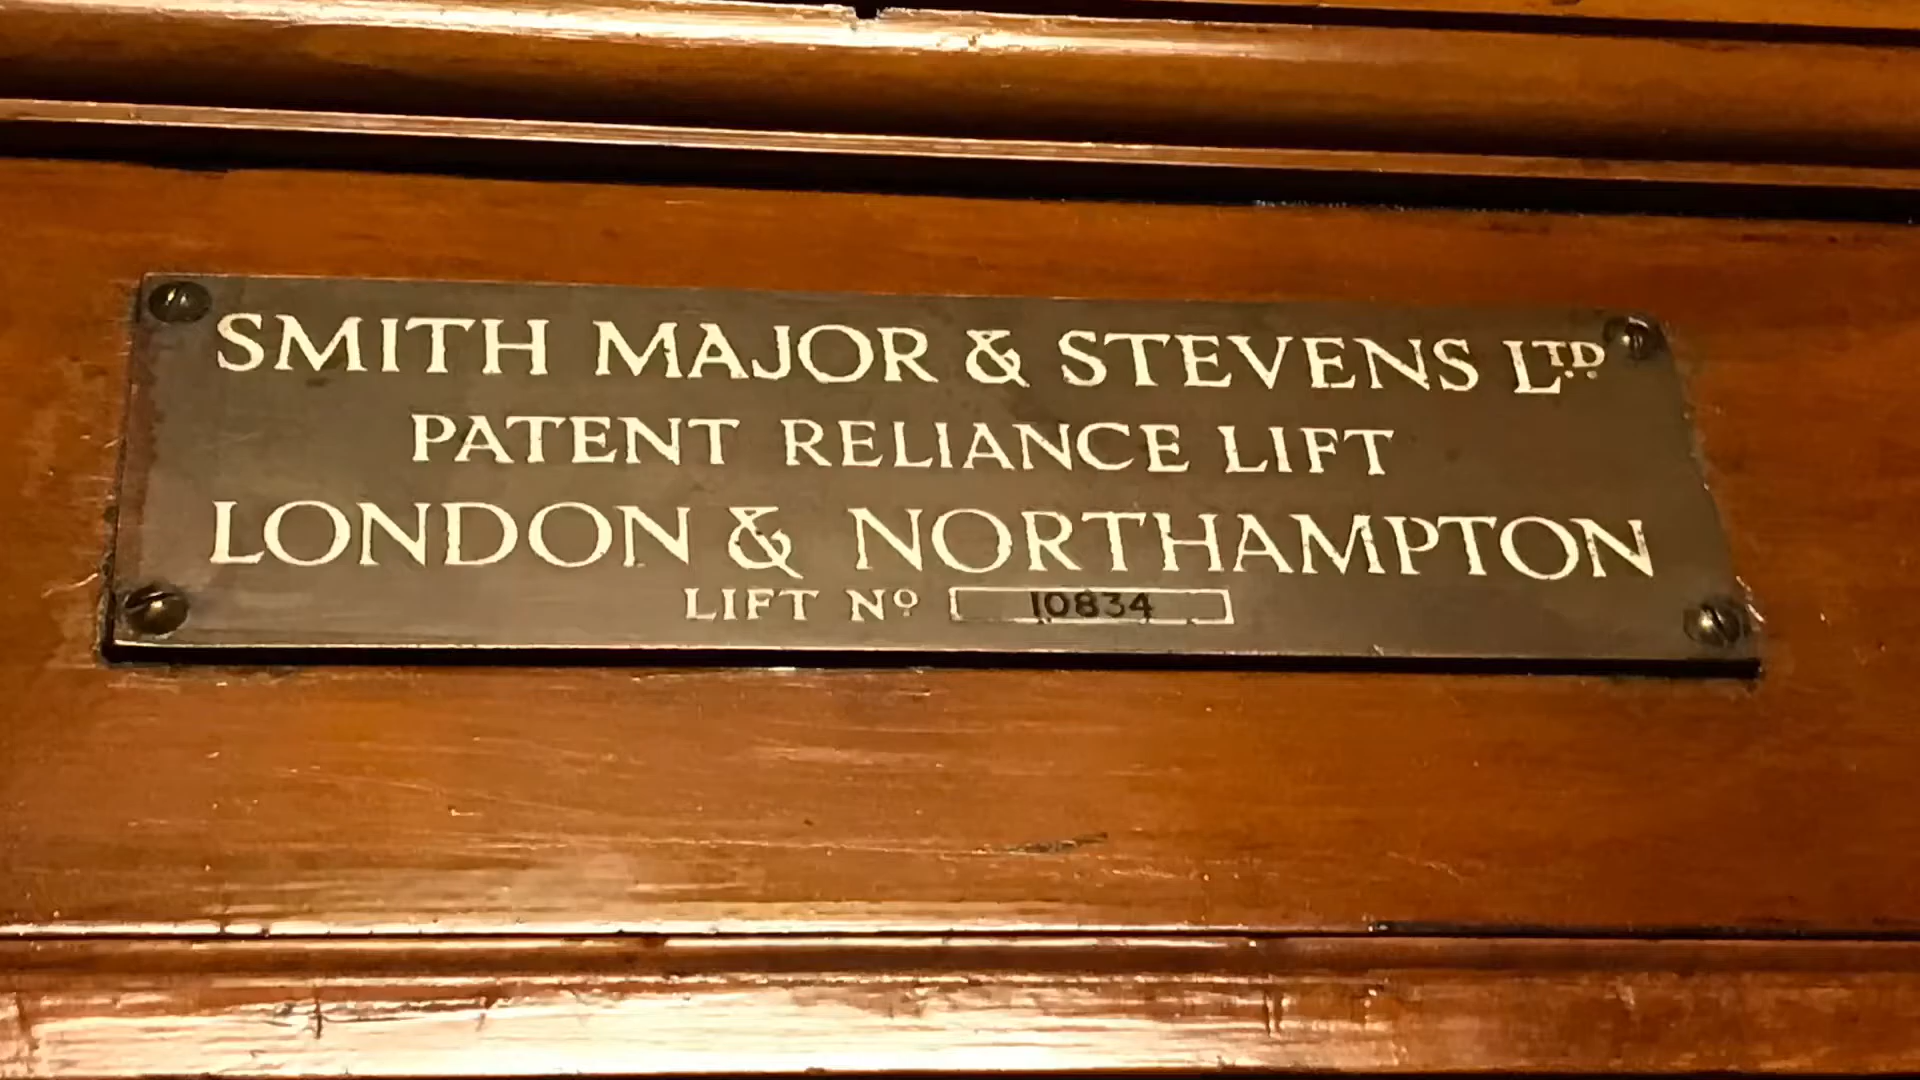 SMITH MAJOR & STEVENS LTD
PATENT RELIANCE LIFT
LONDON & NORTHAMPTON
LIFT No 10834